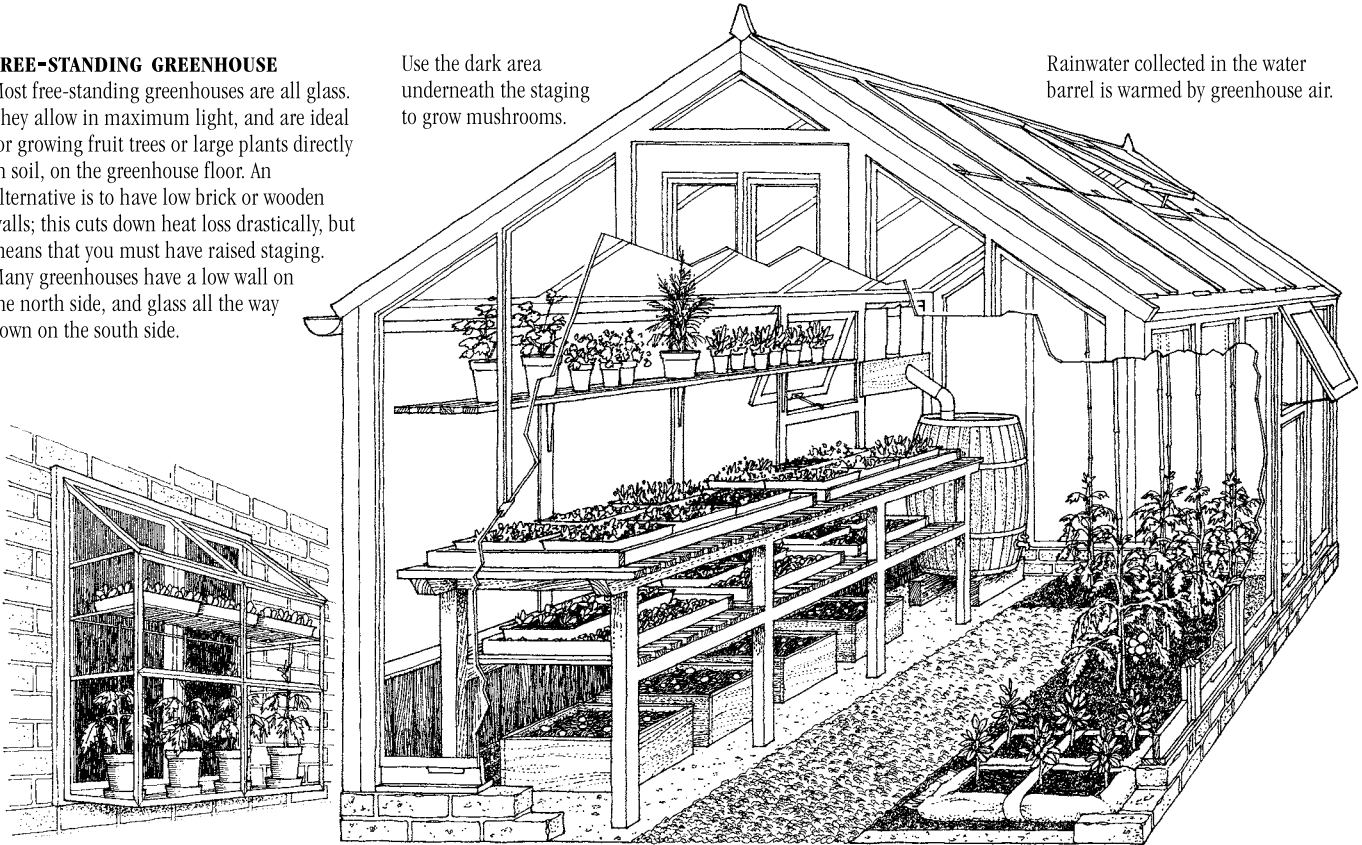 REE-STANDING GREENHOUSE
Most free-standing greenhouses are all glass.
They allow in maximum light, and are ideal
or growing fruit trees or large plants directly
n soil, on the greenhouse floor. An
lternative is to have low brick or wooden
walls; this cuts down heat loss drastically, but
means that you must have raised staging.
Many greenhouses have a low wall on
he north side, and glass all the way
own on the south side.
Use the dark area
underneath the staging
to grow mushrooms.
Rainwater collected in the water
barrel is warmed by greenhouse air.